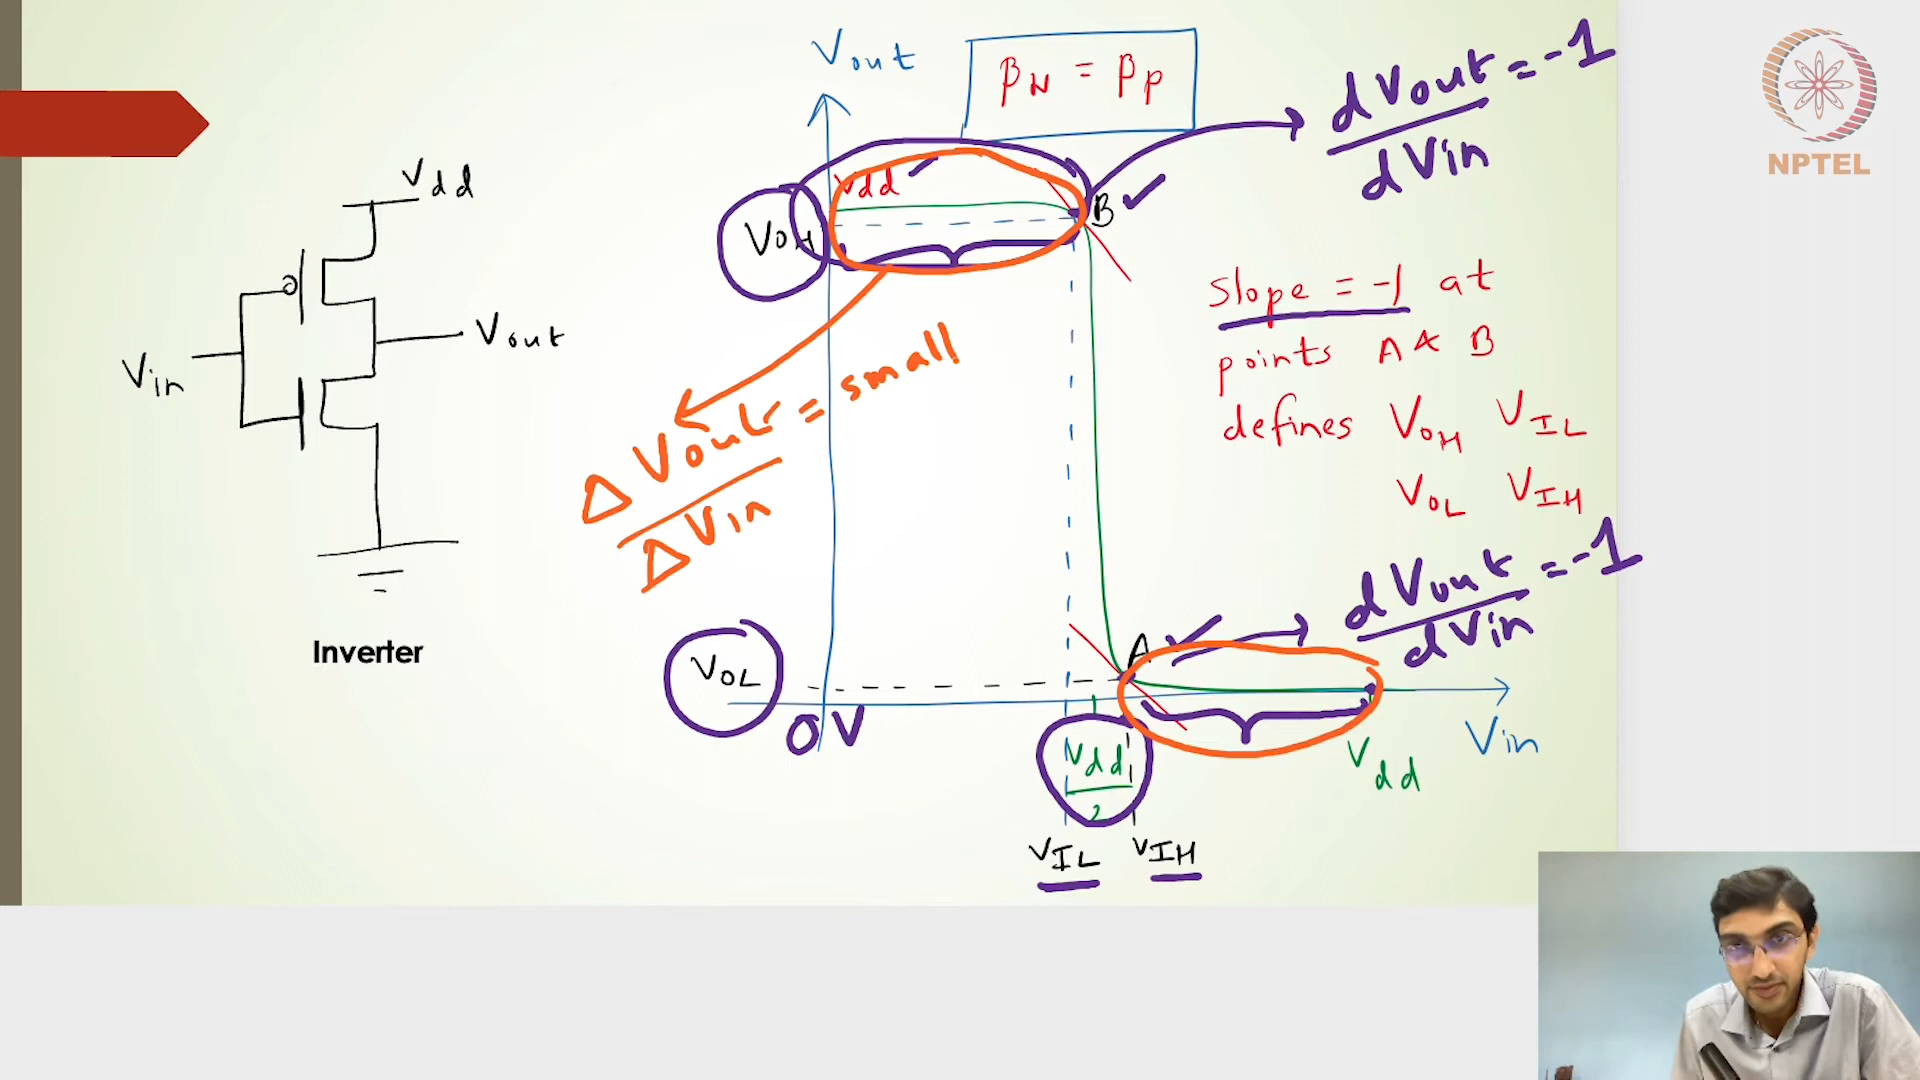 Vout
βN = βP
dVout = -1
dVin
NPTEL
Vdd
Vdd
VOH
B
Vin
Vout
Slope = -1 at
points A & B
defines VOH VIL
VOL VIH
ΔVout = small
ΔVin
dVout = -1
dVin
A
VOL
0V
Inverter
Vdd
2
Vdd
Vin
VIL VIH